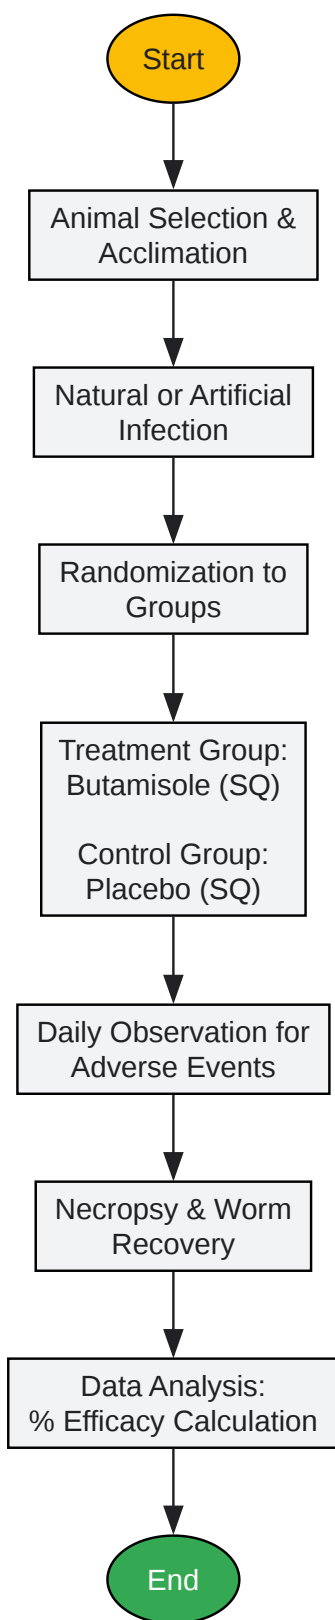 Start
Animal Selection &
Acclimation
Natural or Artificial
Infection
Randomization to
Groups
Treatment Group:
Butamisole (SQ)
Control Group:
Placebo (SQ)
Daily Observation for
Adverse Events
Necropsy & Worm
Recovery
Data Analysis:
% Efficacy Calculation
End